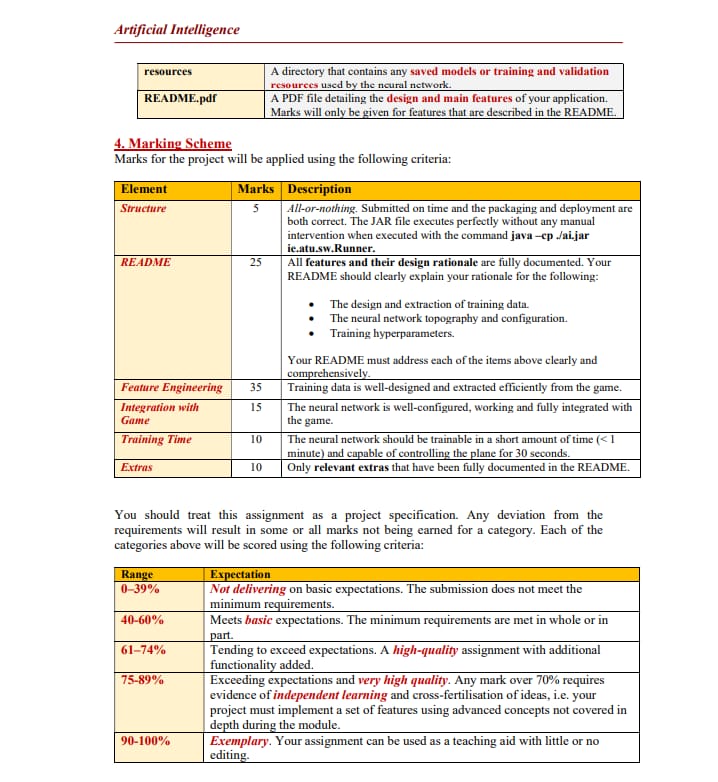 Artificial Intelligence
resources A directory that contains any saved models or training and validation
resources used by the neural network.
README.pdf A PDF file detailing the design and main features of your application.
Marks will only be given for features that are described in the README.
4. Marking Scheme
Marks for the project will be applied using the following criteria:
Element Marks Description
Structure 5 All-or-nothing. Submitted on time and the packaging and deployment are
both correct. The JAR file executes perfectly without any manual
intervention when executed with the command java –cp ./ai.jar
ie.atu.sw.Runner.
README 25 All features and their design rationale are fully documented. Your
README should clearly explain your rationale for the following:
• The design and extraction of training data.
• The neural network topography and configuration.
• Training hyperparameters.
Your README must address each of the items above clearly and
comprehensively.
Feature Engineering 35 Training data is well-designed and extracted efficiently from the game.
Integration with 15 The neural network is well-configured, working and fully integrated with
Game the game.
Training Time 10 The neural network should be trainable in a short amount of time (< 1
minute) and capable of controlling the plane for 30 seconds.
Extras 10 Only relevant extras that have been fully documented in the README.
You should treat this assignment as a project specification. Any deviation from the
requirements will result in some or all marks not being earned for a category. Each of the
categories above will be scored using the following criteria:
Range Expectation
0–39% Not delivering on basic expectations. The submission does not meet the
minimum requirements.
40-60% Meets basic expectations. The minimum requirements are met in whole or in
part.
61–74% Tending to exceed expectations. A high-quality assignment with additional
functionality added.
75-89% Exceeding expectations and very high quality. Any mark over 70% requires
evidence of independent learning and cross-fertilisation of ideas, i.e. your
project must implement a set of features using advanced concepts not covered in
depth during the module.
90-100% Exemplary. Your assignment can be used as a teaching aid with little or no
editing.